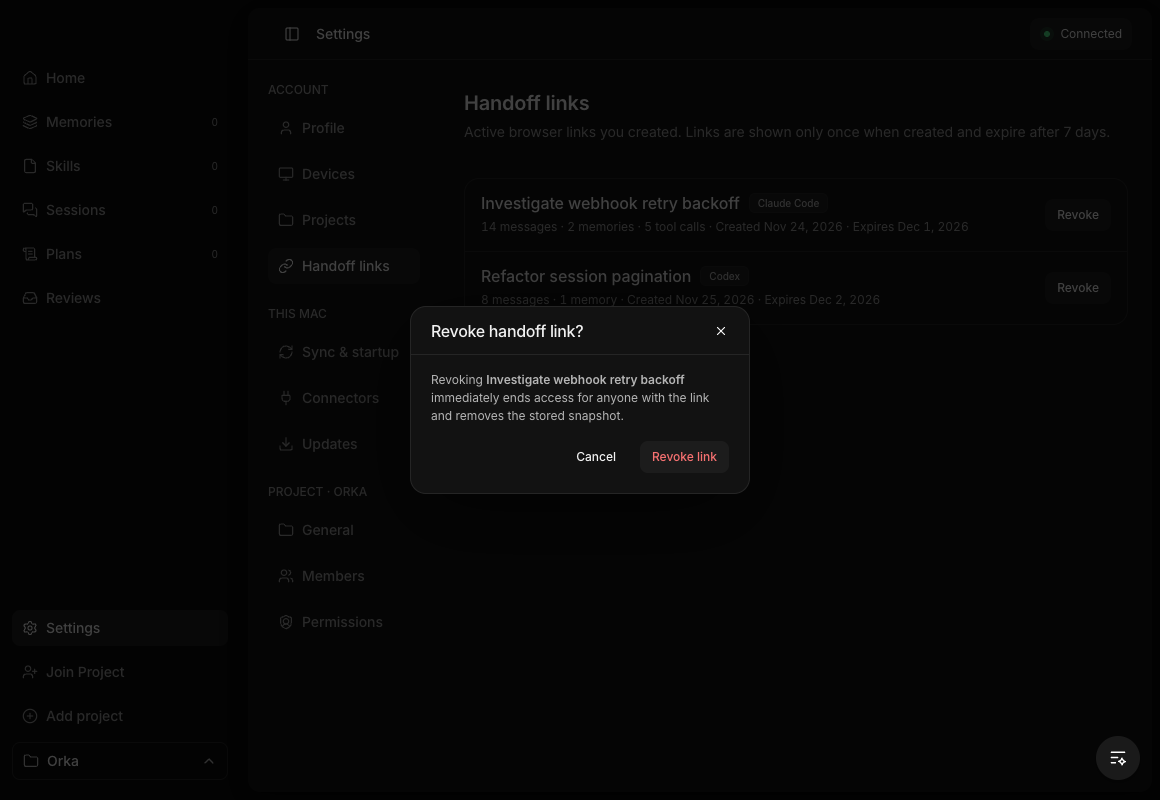 Settings
Connected
Home
Memories 0
Skills 0
Sessions 0
Plans 0
Reviews
Settings
Join Project
Add project
Orka
ACCOUNT
Profile
Devices
Projects
Handoff links
THIS MAC
Sync & startup
Connectors
Updates
PROJECT · ORKA
General
Members
Permissions
Handoff links
Active browser links you created. Links are shown only once when created and expire after 7 days.
Investigate webhook retry backoff Claude Code
14 messages · 2 memories · 5 tool calls · Created Nov 24, 2026 · Expires Dec 1, 2026
Revoke
Refactor session pagination Codex
8 messages · 1 memory · Created Nov 25, 2026 · Expires Dec 2, 2026
Revoke
Revoke handoff link?
Revoking Investigate webhook retry backoff
immediately ends access for anyone with the link
and removes the stored snapshot.
Cancel
Revoke link